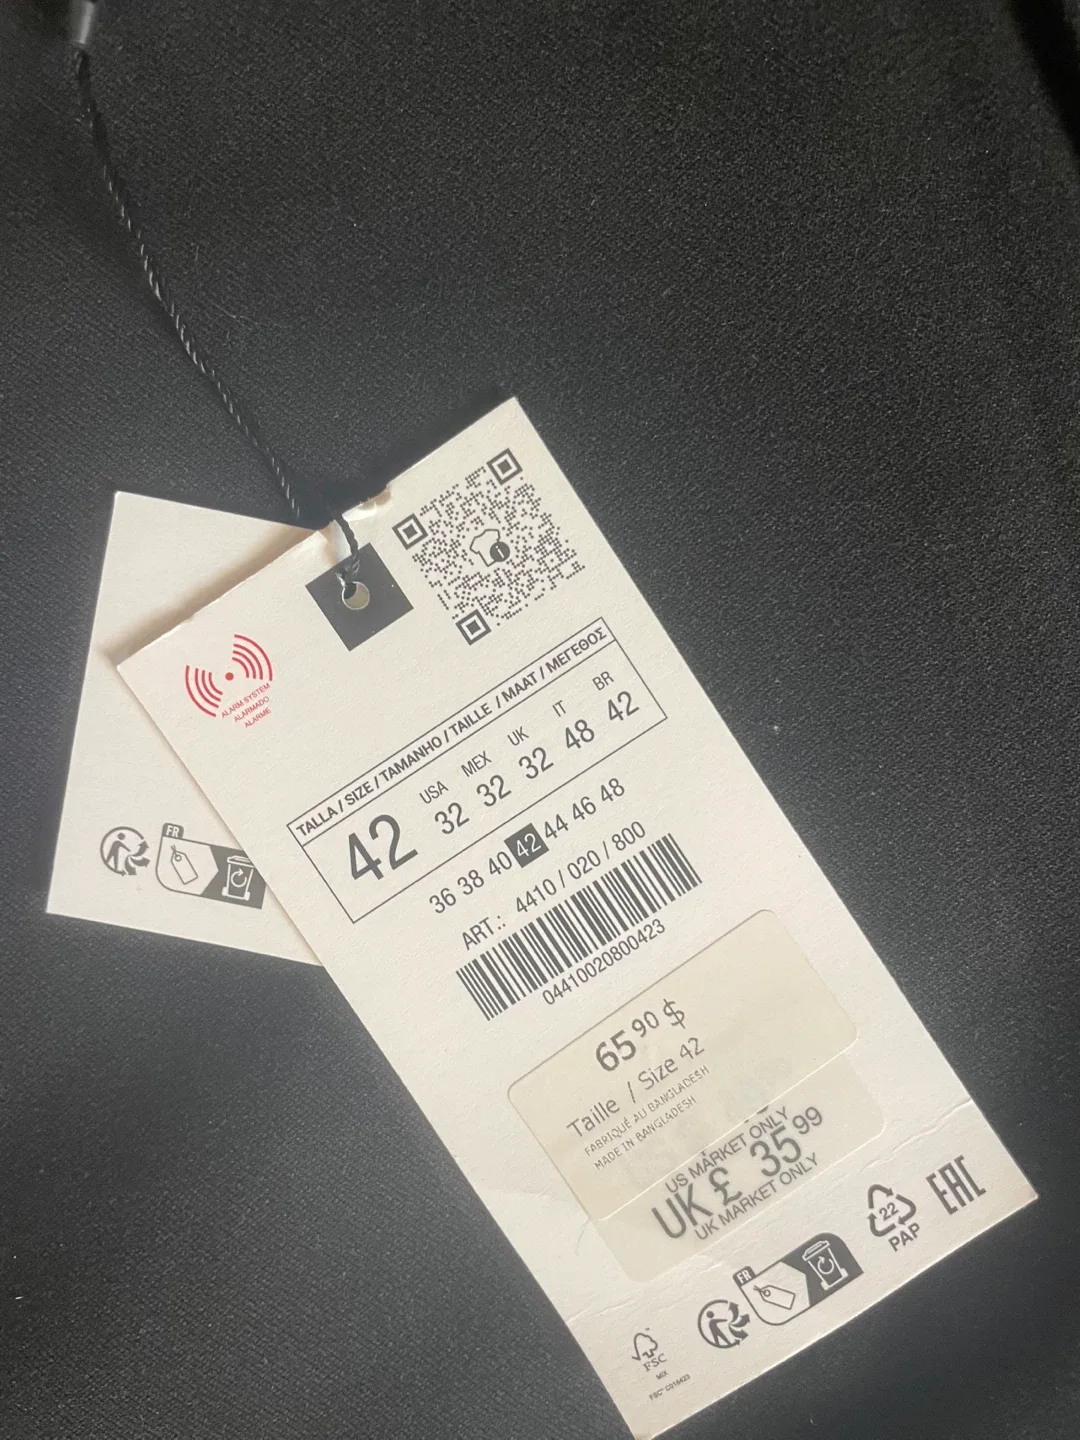 ALARM SYSTEM
ALARMADO
ALARME
TALLA / SIZE / TAMANHO / TAILLE / MAAT / ΜΕΓΕΘΟΣ
42
USA MEX UK IT BR
32 32 32 48 42
36 38 40 42 44 46 48
ART.: 4410 / 020 / 800
04410020800423
65 90 $
Taille / Size 42
FABRIQUÉ AU BANGLADESH
MADE IN BANGLADESH
US MARKET ONLY
UK £ 35 99
UK MARKET ONLY
22
PAP
EAC
FR
FSC
MIX
FSC® C018423
FR